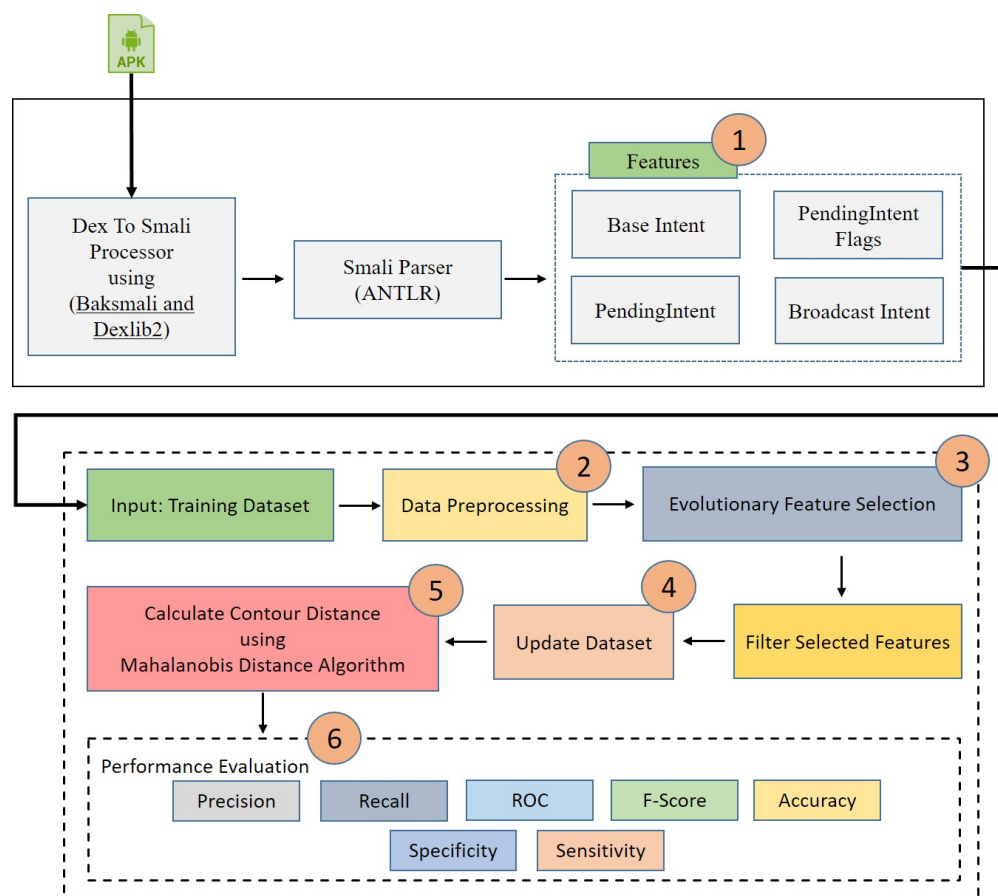 APK
1
Features
Dex To Smali
Processor
using
(Baksmali and
Dexlib2)
Smali Parser
(ANTLR)
Base Intent
PendingIntent
Flags
PendingIntent
Broadcast Intent
2
3
Input: Training Dataset
Data Preprocessing
Evolutionary Feature Selection
5
4
Calculate Contour Distance
using
Mahalanobis Distance Algorithm
Update Dataset
Filter Selected Features
6
Performance Evaluation
Precision
Recall
ROC
F-Score
Accuracy
Specificity
Sensitivity